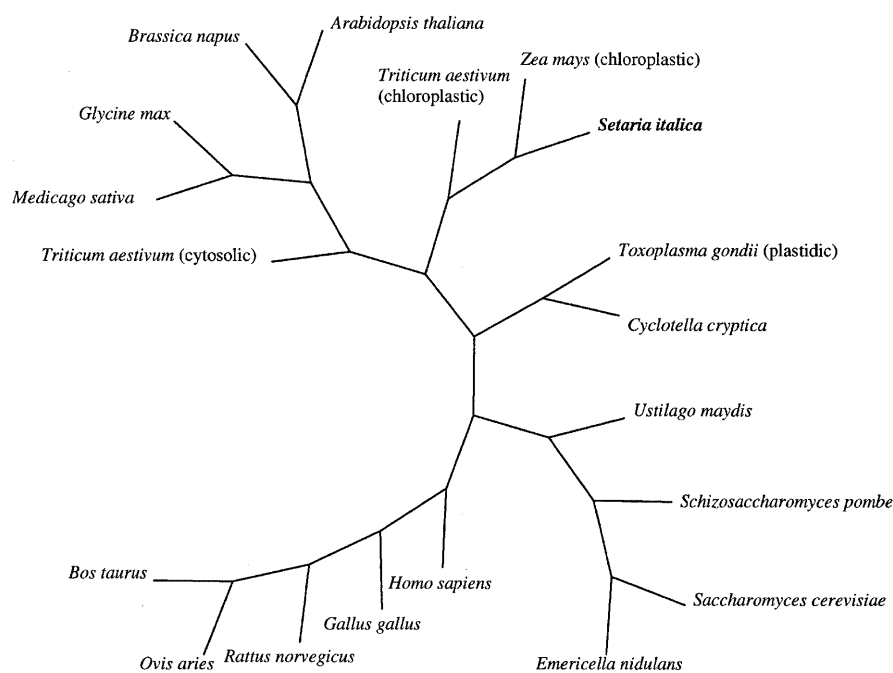 Arabidopsis thaliana
Brassica napus
Zea mays (chloroplastic)
Triticum aestivum
(chloroplastic)
Glycine max
Setaria italica
Medicago sativa
Triticum aestivum (cytosolic)
Toxoplasma gondii (plastidic)
Cyclotella cryptica
Ustilago maydis
Schizosaccharomyces pombe
Bos taurus
Homo sapiens
Saccharomyces cerevisiae
Gallus gallus
Ovis aries
Rattus norvegicus
Emericella nidulans